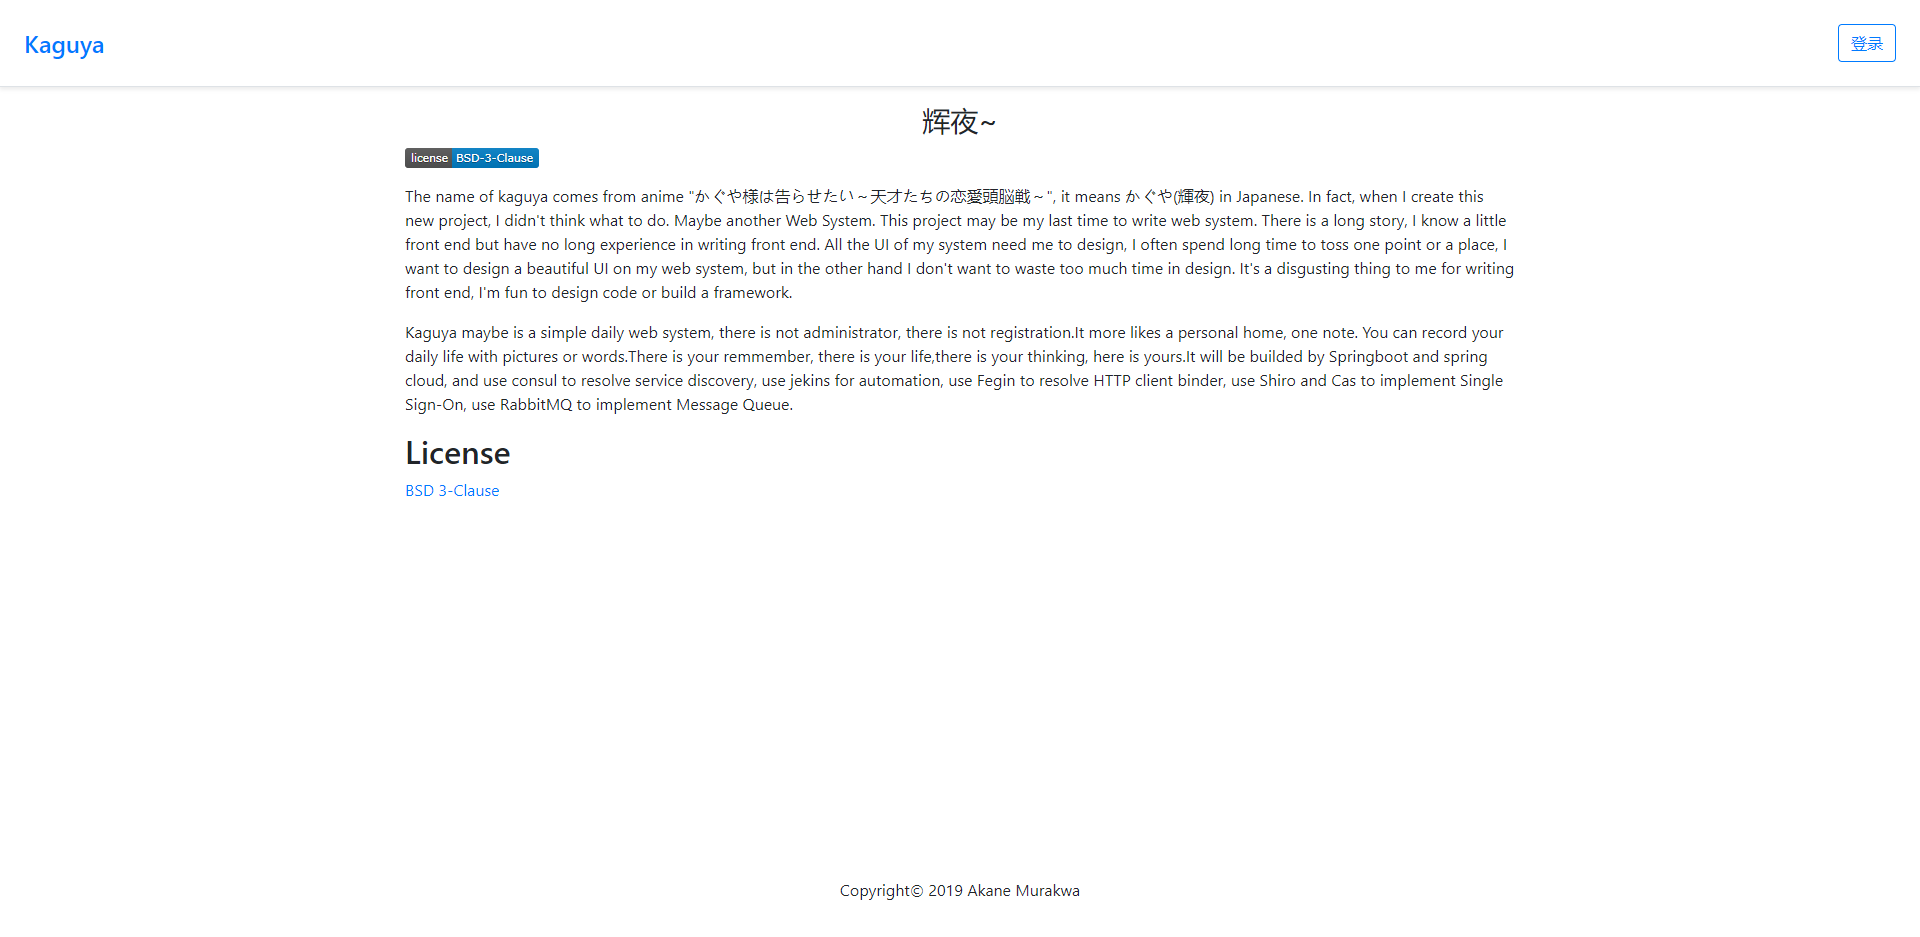 Kaguya
登录
辉夜~
license BSD-3-Clause
The name of kaguya comes from anime "かぐや様は告らせたい～天才たちの恋愛頭脳戦～", it means かぐや(輝夜) in Japanese. In fact, when I create this
new project, I didn't think what to do. Maybe another Web System. This project may be my last time to write web system. There is a long story, I know a little
front end but have no long experience in writing front end. All the UI of my system need me to design, I often spend long time to toss one point or a place, I
want to design a beautiful UI on my web system, but in the other hand I don't want to waste too much time in design. It's a disgusting thing to me for writing
front end, I'm fun to design code or build a framework.
Kaguya maybe is a simple daily web system, there is not administrator, there is not registration.It more likes a personal home, one note. You can record your
daily life with pictures or words.There is your remmember, there is your life,there is your thinking, here is yours.It will be builded by Springboot and spring
cloud, and use consul to resolve service discovery, use jekins for automation, use Fegin to resolve HTTP client binder, use Shiro and Cas to implement Single
Sign-On, use RabbitMQ to implement Message Queue.
License
BSD 3-Clause
Copyright© 2019 Akane Murakwa